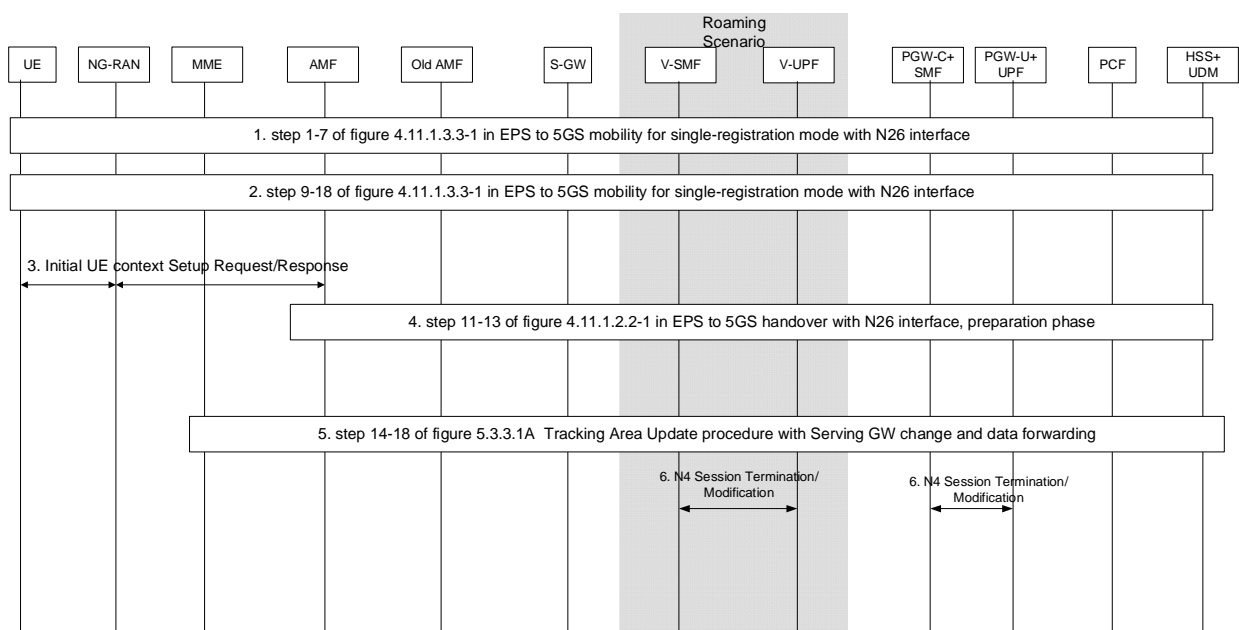 Roaming
Scenario
UE
NG-RAN
MME
AMF
Old AMF
S-GW
V-SMF
V-UPF
PGW-C+
SMF
PGW-U+
UPF
PCF
HSS+
UDM
1. step 1-7 of figure 4.11.1.3.3-1 in EPS to 5GS mobility for single-registration mode with N26 interface
2. step 9-18 of figure 4.11.1.3.3-1 in EPS to 5GS mobility for single-registration mode with N26 interface
3. Initial UE context Setup Request/Response
4. step 11-13 of figure 4.11.1.2.2-1 in EPS to 5GS handover with N26 interface, preparation phase
5. step 14-18 of figure 5.3.3.1A Tracking Area Update procedure with Serving GW change and data forwarding
6. N4 Session Termination/
Modification
6. N4 Session Termination/
Modification